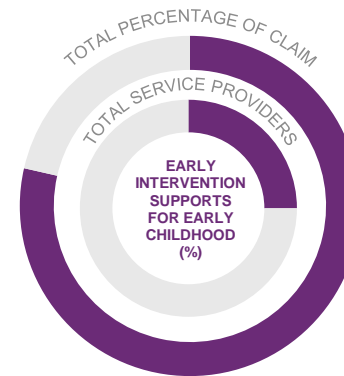 TOTAL PERCENTAGE OF CLAIM
TOTAL SERVICE PROVIDERS
EARLY
INTERVENTION
SUPPORTS
FOR EARLY
CHILDHOOD
(%)